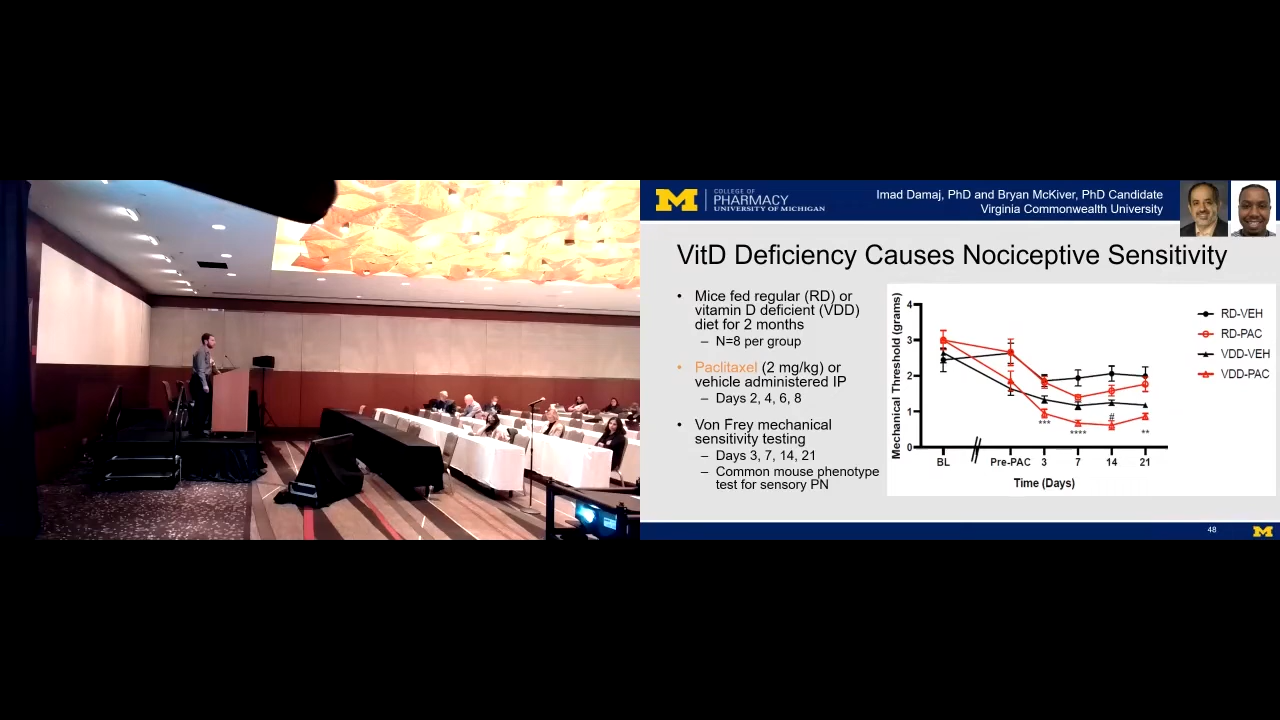 COLLEGE OF
PHARMACY
UNIVERSITY OF MICHIGAN
Imad Damaj, PhD and Bryan McKiver, PhD Candidate
Virginia Commonwealth University
VitD Deficiency Causes Nociceptive Sensitivity
• Mice fed regular (RD) or
vitamin D deficient (VDD)
diet for 2 months
– N=8 per group
• Paclitaxel (2 mg/kg) or
vehicle administered IP
– Days 2, 4, 6, 8
• Von Frey mechanical
sensitivity testing
– Days 3, 7, 14, 21
– Common mouse phenotype
test for sensory PN
Mechanical Threshold (grams)
4
3
2
1
0
RD-VEH
RD-PAC
VDD-VEH
VDD-PAC
***
****
#
**
BL
Pre-PAC
3
7
14
21
Time (Days)
48